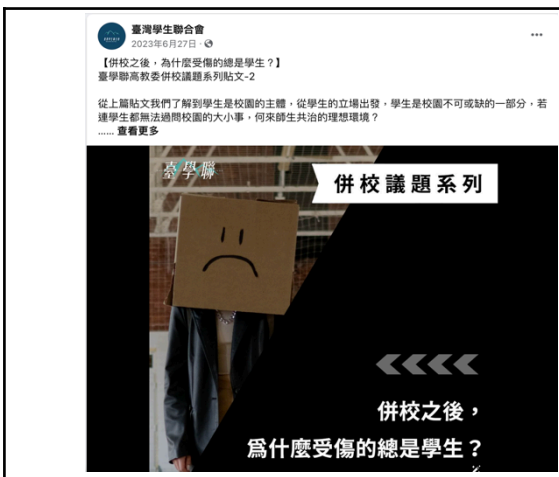 臺灣學生聯合會
2023年6月27日 ·
【併校之後，為什麼受傷的總是學生？】
臺學聯高教委併校議題系列貼文-2
從上篇貼文我們了解到學生是校園的主體，從學生的立場出發，學生是校園不可或缺的一部分，若
連學生都無法過問校園的大小事，何來師生共治的理想環境？
...... 查看更多
臺學聯
併校議題系列
併校之後，
為什麼受傷的總是學生？